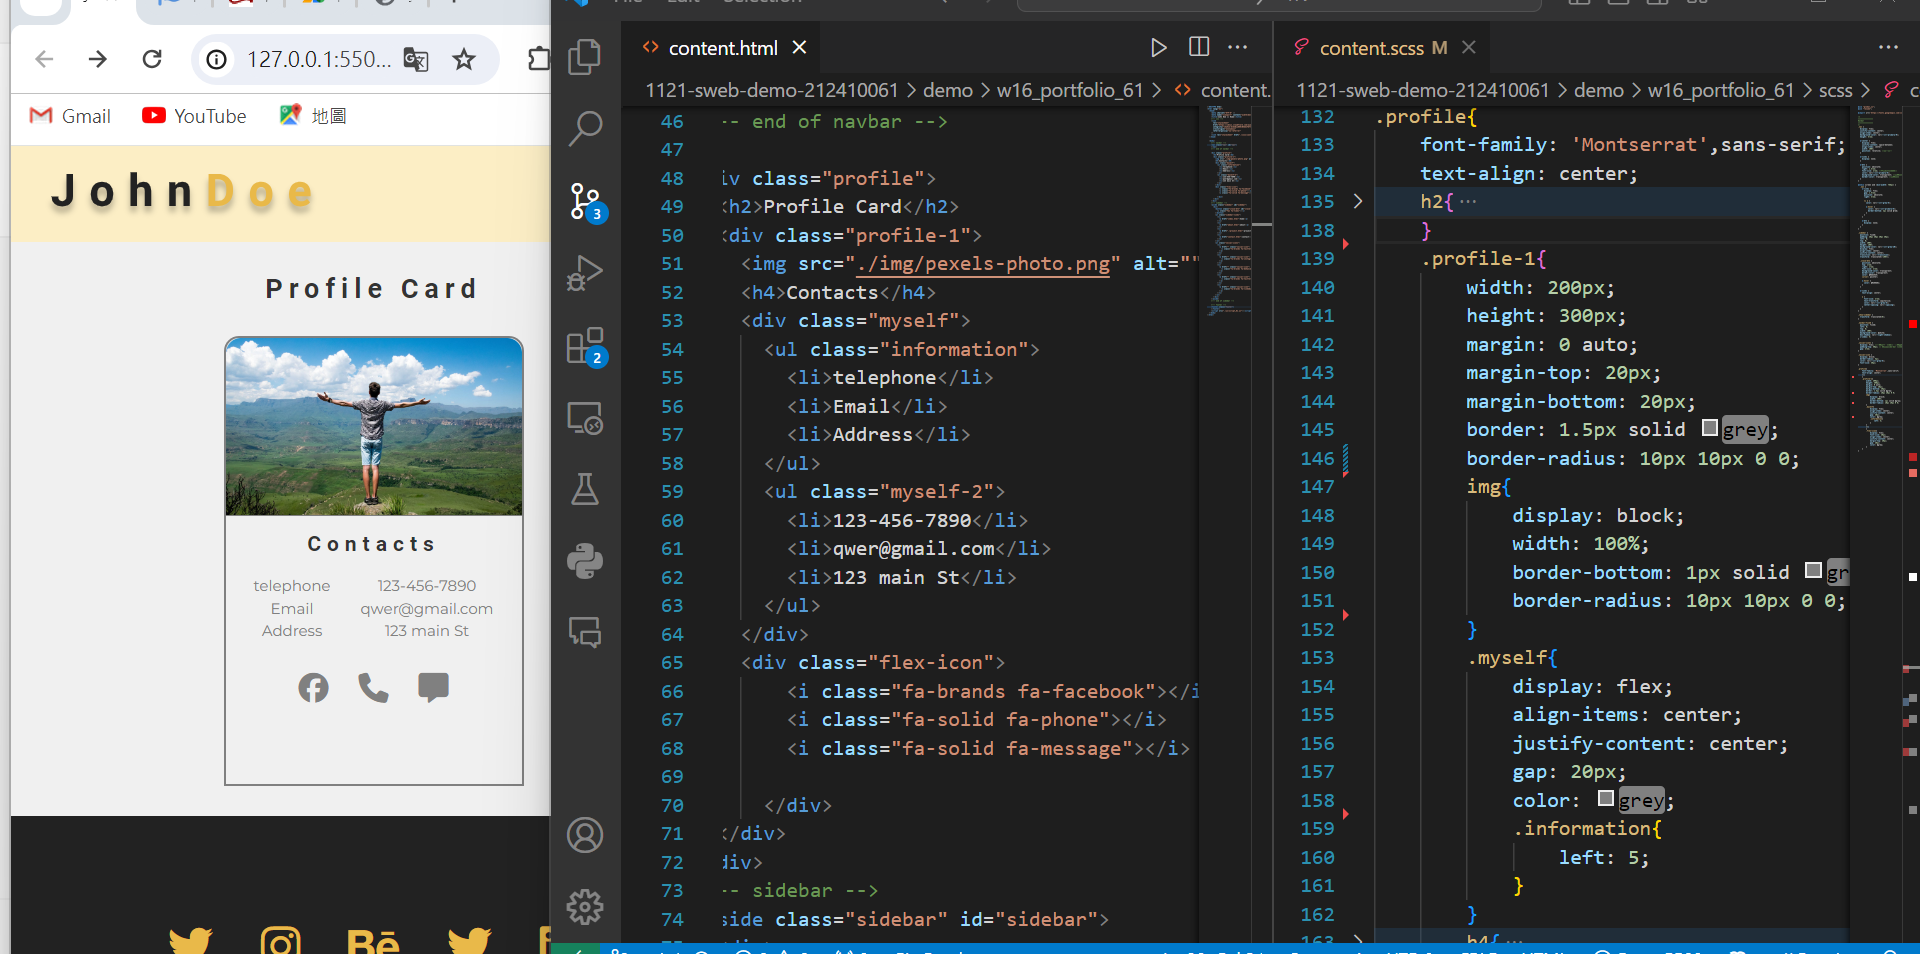 File Edit Selection
127.0.0.1:550...
Gmail
YouTube
地圖
JohnDoe
Profile Card
Contacts
telephone 123-456-7890
Email qwer@gmail.com
Address 123 main St
Bē
3
2
content.html
1121-sweb-demo-212410061 > demo > w16_portfolio_61 > content.
46 -- end of navbar -->
47
48 iv class="profile">
49 <h2>Profile Card</h2>
50 <div class="profile-1">
51 <img src="./img/pexels-photo.png" alt=""
52 <h4>Contacts</h4>
53 <div class="myself">
54 <ul class="information">
55 <li>telephone</li>
56 <li>Email</li>
57 <li>Address</li>
58 </ul>
59 <ul class="myself-2">
60 <li>123-456-7890</li>
61 <li>qwer@gmail.com</li>
62 <li>123 main St</li>
63 </ul>
64 </div>
65 <div class="flex-icon">
66 <i class="fa-brands fa-facebook"></i
67 <i class="fa-solid fa-phone"></i>
68 <i class="fa-solid fa-message"></i>
69
70 </div>
71 </div>
72 div>
73 -- sidebar -->
74 side class="sidebar" id="sidebar">
content.scss M
1121-sweb-demo-212410061 > demo > w16_portfolio_61 > scss > c
132 .profile{
133 font-family: 'Montserrat',sans-serif;
134 text-align: center;
135 h2{ ...
138 }
139 .profile-1{
140 width: 200px;
141 height: 300px;
142 margin: 0 auto;
143 margin-top: 20px;
144 margin-bottom: 20px;
145 border: 1.5px solid grey;
146 border-radius: 10px 10px 0 0;
147 img{
148 display: block;
149 width: 100%;
150 border-bottom: 1px solid gr
151 border-radius: 10px 10px 0 0;
152 }
153 .myself{
154 display: flex;
155 align-items: center;
156 justify-content: center;
157 gap: 20px;
158 color: grey;
159 .information{
160 left: 5;
161 }
162 }
163 h4{ ...